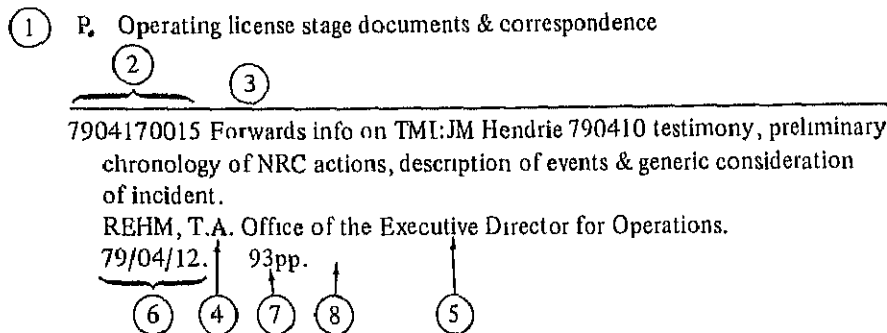 1 P. Operating license stage documents & correspondence
2
3
7904170015 Forwards info on TMI:JM Hendrie 790410 testimony, preliminary
chronology of NRC actions, description of events & generic consideration
of incident.
REHM, T.A. Office of the Executive Director for Operations.
79/04/12. 93pp.
6 4 7 8 5